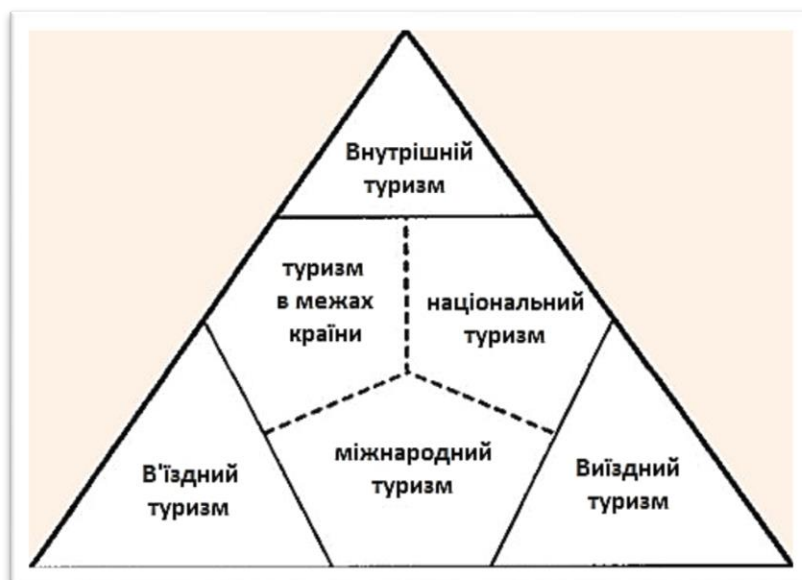 Внутрішній
туризм
туризм
в межах
країни
національний
туризм
В'їздний
туризм
міжнародний
туризм
Виїздний
туризм